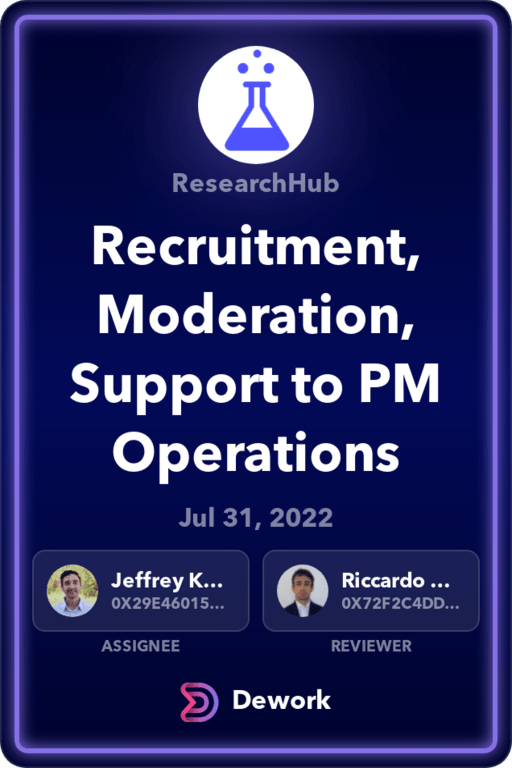 ResearchHub
Recruitment,
Moderation,
Support to PM
Operations
Jul 31, 2022
Jeffrey K...
0X29E46015...
ASSIGNEE
Riccardo ...
0X72F2C4DD...
REVIEWER
Dework